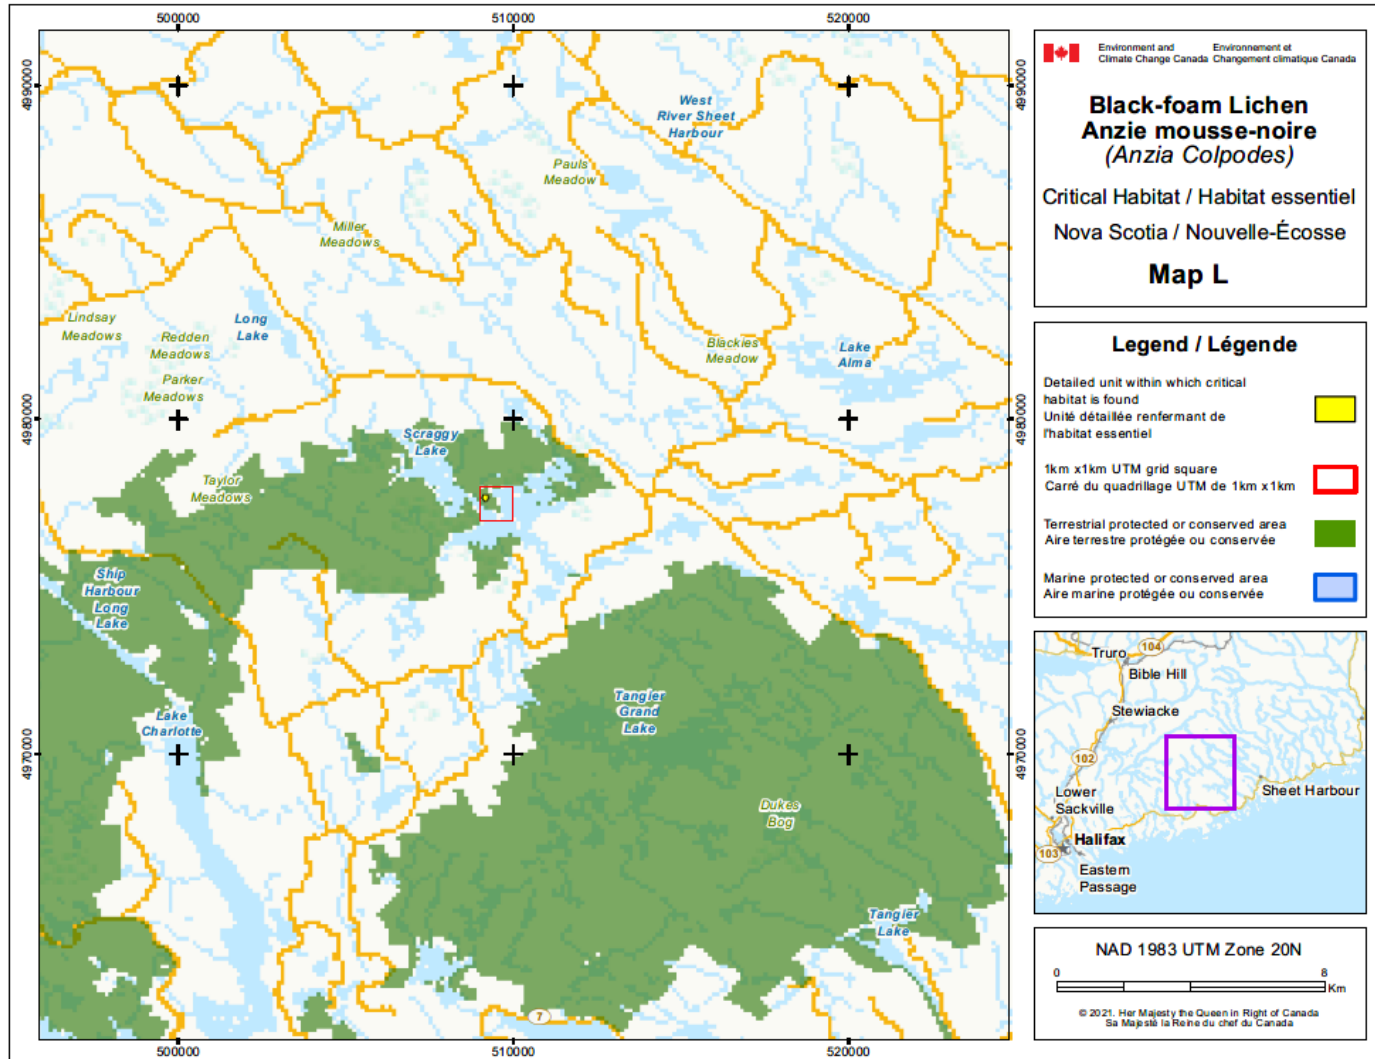 500000
510000
520000
4990000
4990000
West
River Sheet
Harbour
Pauls
Meadow
Miller
Meadows
Lindsay
Meadows
Redden
Meadows
Parker
Meadows
Long
Lake
Blackies
Meadow
Lake
Alma
4980000
4980000
Scraggy
Lake
Taylor
Meadows
Ship
Harbour
Long
Lake
Lake
Charlotte
Tangier
Grand
Lake
4970000
4970000
Dukes
Bog
Tangier
Lake
7
500000
510000
520000
Environment and
Climate Change Canada
Environnement et
Changement climatique Canada
Black-foam Lichen
Anzie mousse-noire
(Anzia Colpodes)
Critical Habitat / Habitat essentiel
Nova Scotia / Nouvelle-Écosse
Map L
Legend / Légende
Detailed unit within which critical
habitat is found
Unité détaillée renfermant de
l'habitat essentiel
1km x1km UTM grid square
Carré du quadrillage UTM de 1km x1km
Terrestrial protected or conserved area
Aire terrestre protégée ou conservée
Marine protected or conserved area
Aire marine protégée ou conservée
104
Truro
Bible Hill
Stewiacke
102
Lower
Sackville
Sheet Harbour
Halifax
103
Eastern
Passage
NAD 1983 UTM Zone 20N
0 8
Km
© 2021. Her Majesty the Queen in Right of Canada
Sa Majesté la Reine du chef du Canada